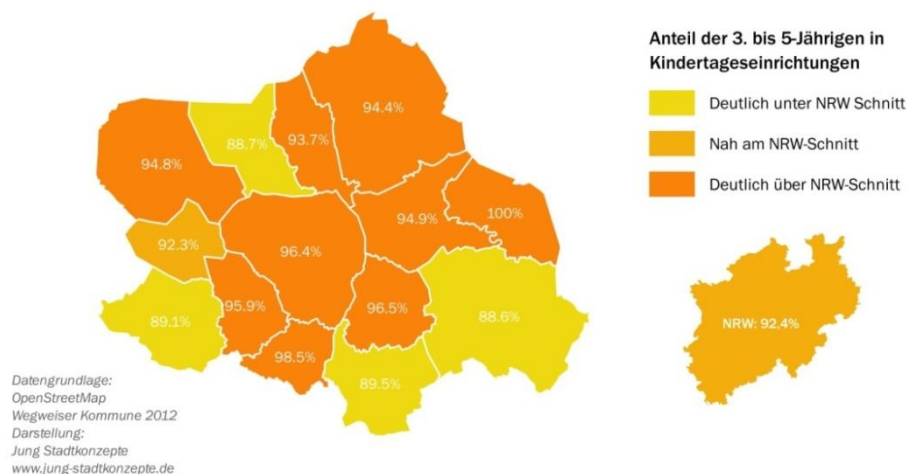 Anteil der 3. bis 5-Jährigen in
Kindertageseinrichtungen
Deutlich unter NRW Schnitt
Nah am NRW-Schnitt
Deutlich über NRW-Schnitt
94.4%
93.7%
88.7%
94.8%
94.9%
100%
92.3%
96.4%
95.9%
96.5%
88.6%
89.1%
98.5%
89.5%
NRW: 92,4%
Datengrundlage:
OpenStreetMap
Wegweiser Kommune 2012
Darstellung:
Jung Stadtkonzepte
www.jung-stadtkonzepte.de